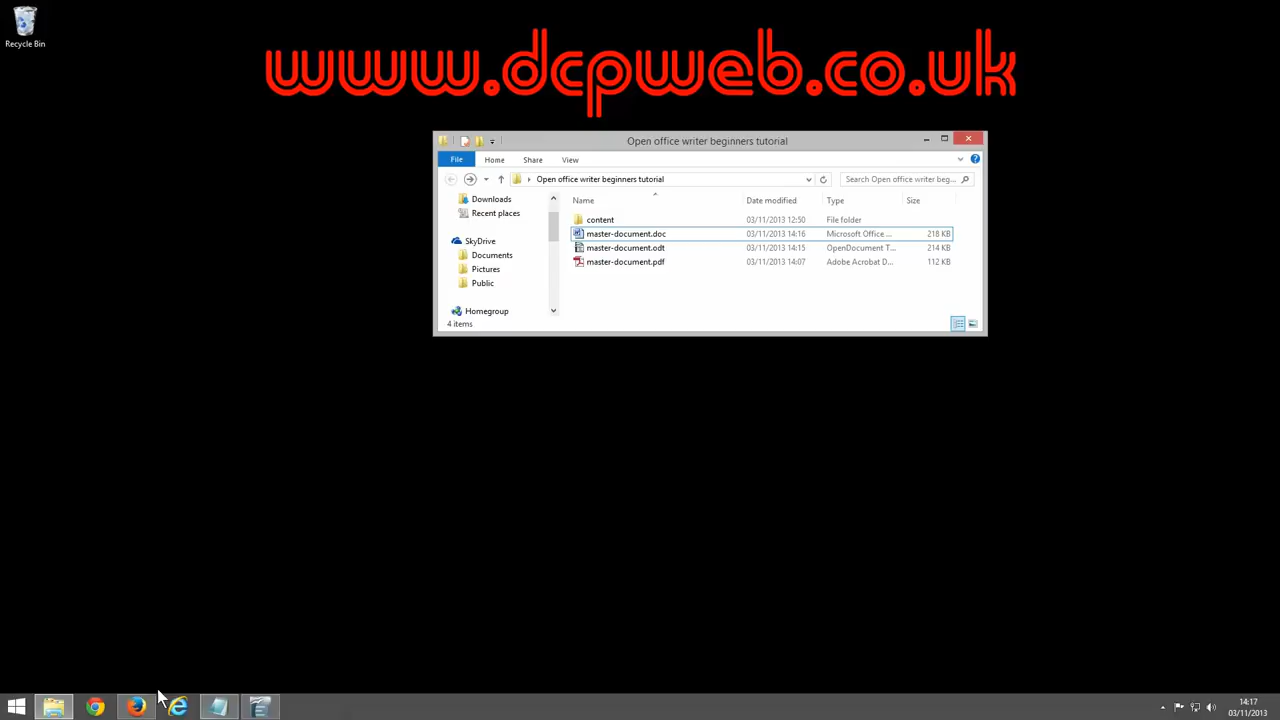 Recycle Bin
www.dcpweb.co.uk
Open office writer beginners tutorial
File Home Share View
Open office writer beginners tutorial
Search Open office writer beg...
Name Date modified Type Size
Downloads
Recent places
SkyDrive
Documents
Pictures
Public
Homegroup
content 03/11/2013 12:50 File folder
master-document.doc 03/11/2013 14:16 Microsoft Office ... 218 KB
master-document.odt 03/11/2013 14:15 OpenDocument T... 214 KB
master-document.pdf 03/11/2013 14:07 Adobe Acrobat D... 112 KB
4 items
14:17
03/11/2013